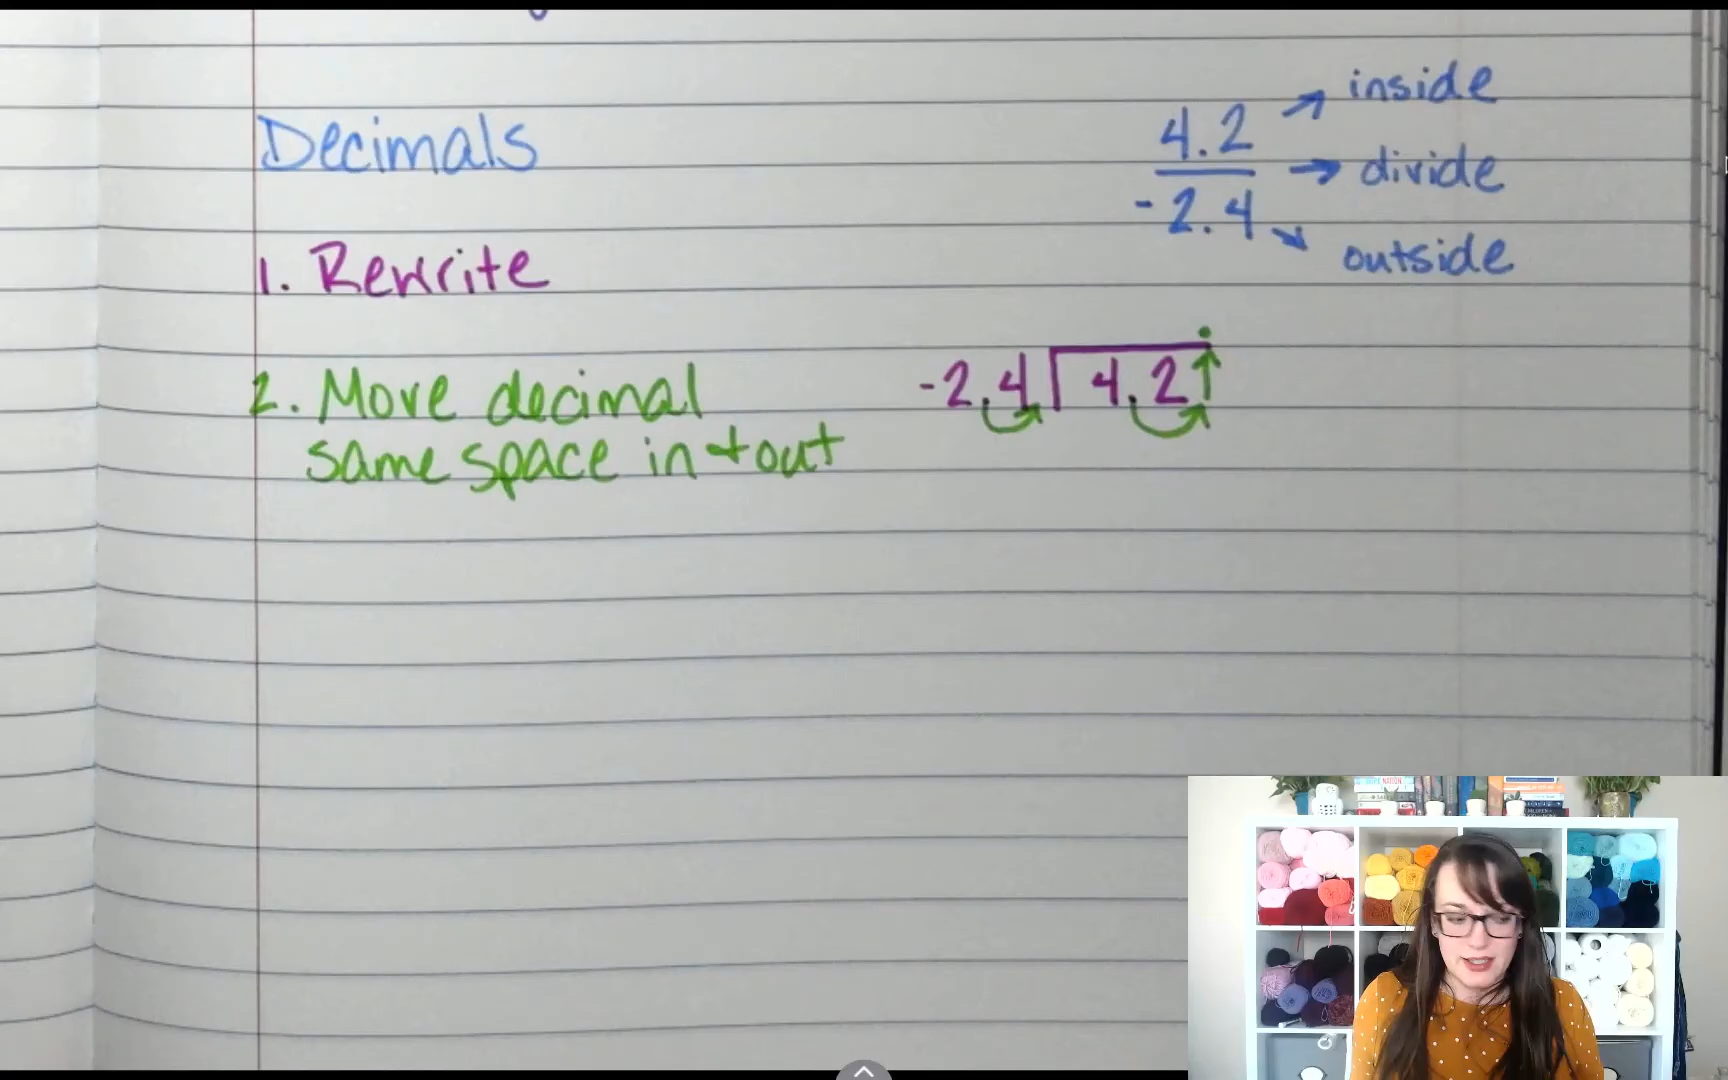 Decimals
4.2 → inside
→ divide
-2.4 → outside
1. Rewrite
2. Move decimal
same space in + out
-2.4 4.2